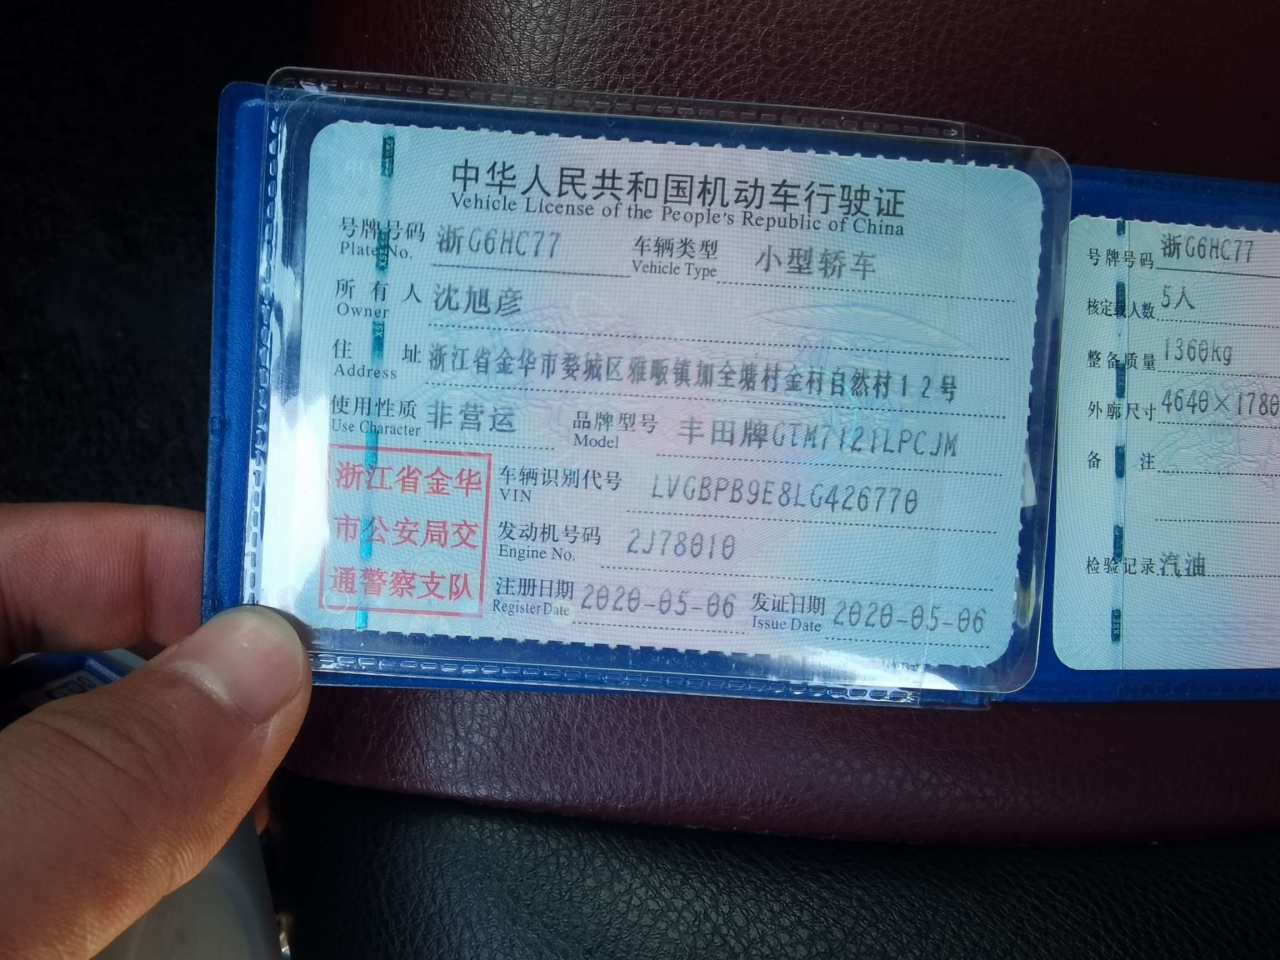 中华人民共和国机动车行驶证
Vehicle License of the People's Republic of China
号牌号码 浙G6HC77 车辆类型 小型轿车
Plate No. Vehicle Type
所有人 沈旭彦
Owner
住址 浙江省金华市婺城区雅畈镇加全塘村金村自然村12号
Address
使用性质 非营运 品牌型号 丰田牌GTM7121LPCJM
Use Character Model
浙江省金华
市公安局交
通警察支队
车辆识别代号 LVGBPB9E8LG426770
VIN
发动机号码 2J78010
Engine No.
注册日期 2020-05-06 发证日期 2020-05-06
Register Date Issue Date
号牌号码 浙G6HC77
核定载人数 5人
整备质量 1360kg
外廓尺寸 4640×1780
备注
检验记录 汽油